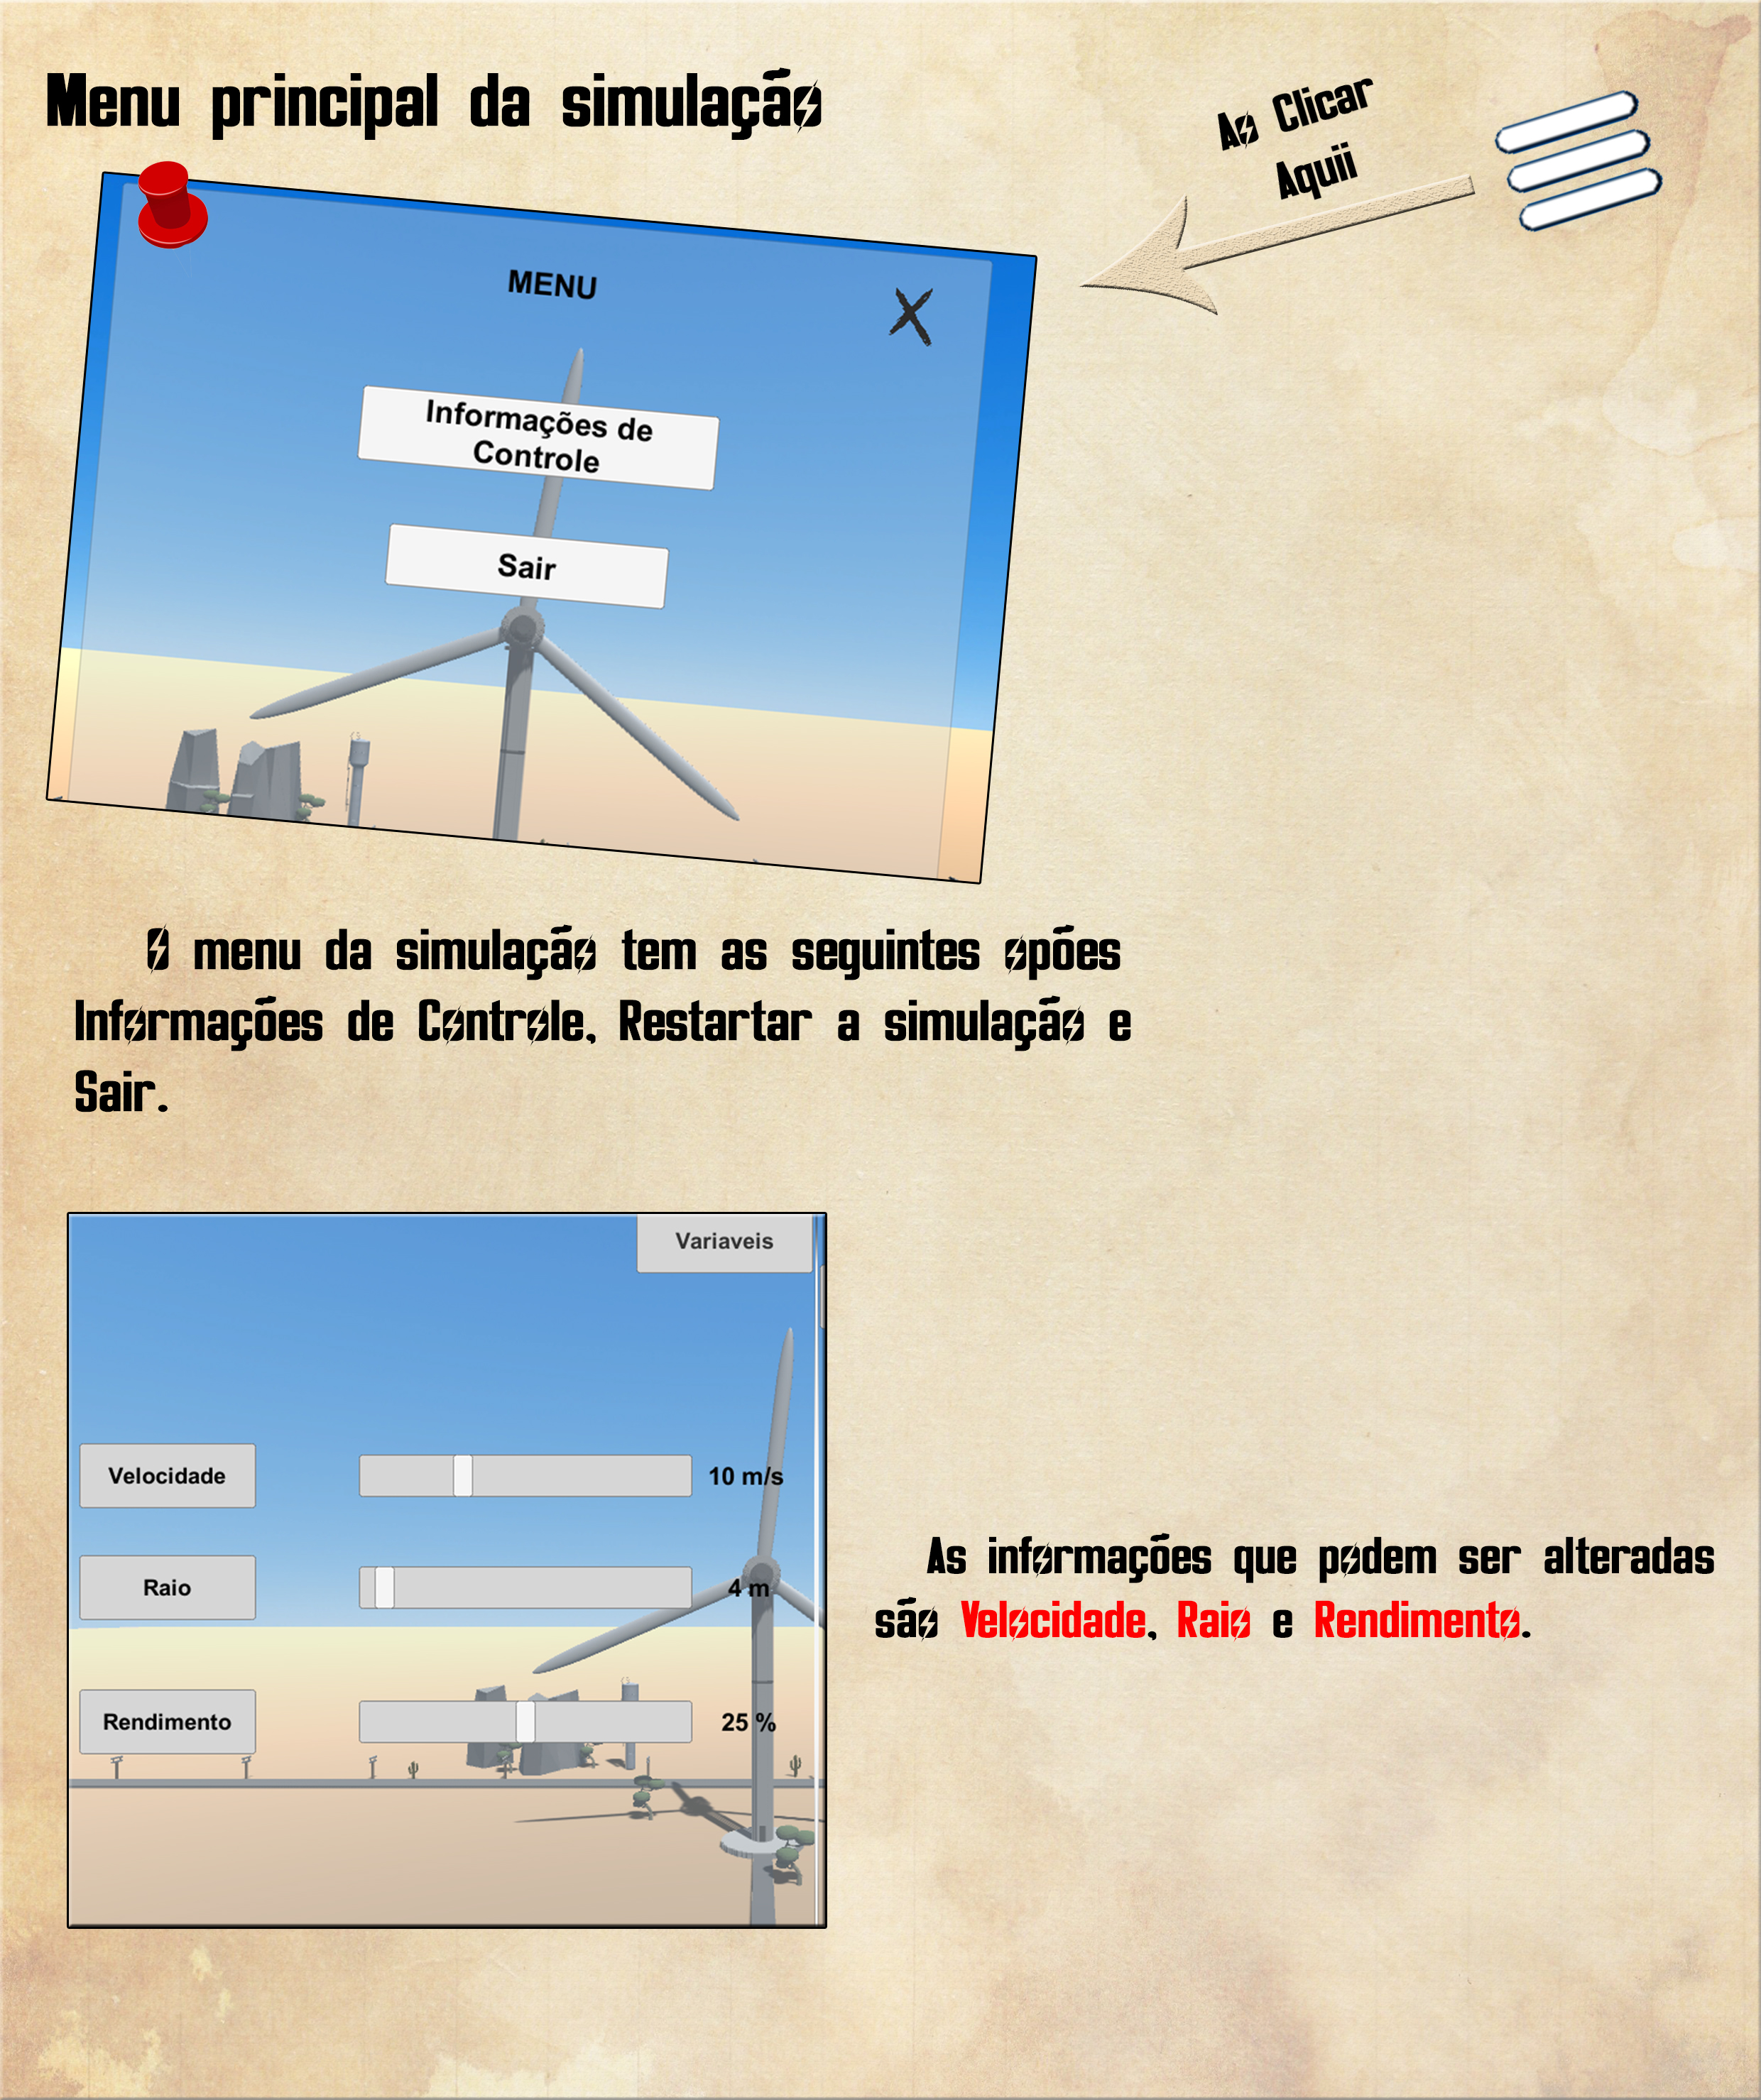 Menu principal da simulação
Ao Clicar
Aquii
MENU
Informações de
Controle
Sair
O menu da simulação tem as seguintes opões
Informações de Controle, Restartar a simulação e
Sair.
Variaveis
Velocidade
10 m/s
Raio
4 m
Rendimento
25 %
As informações que podem ser alteradas
são Velocidade, Raio e Rendimento.